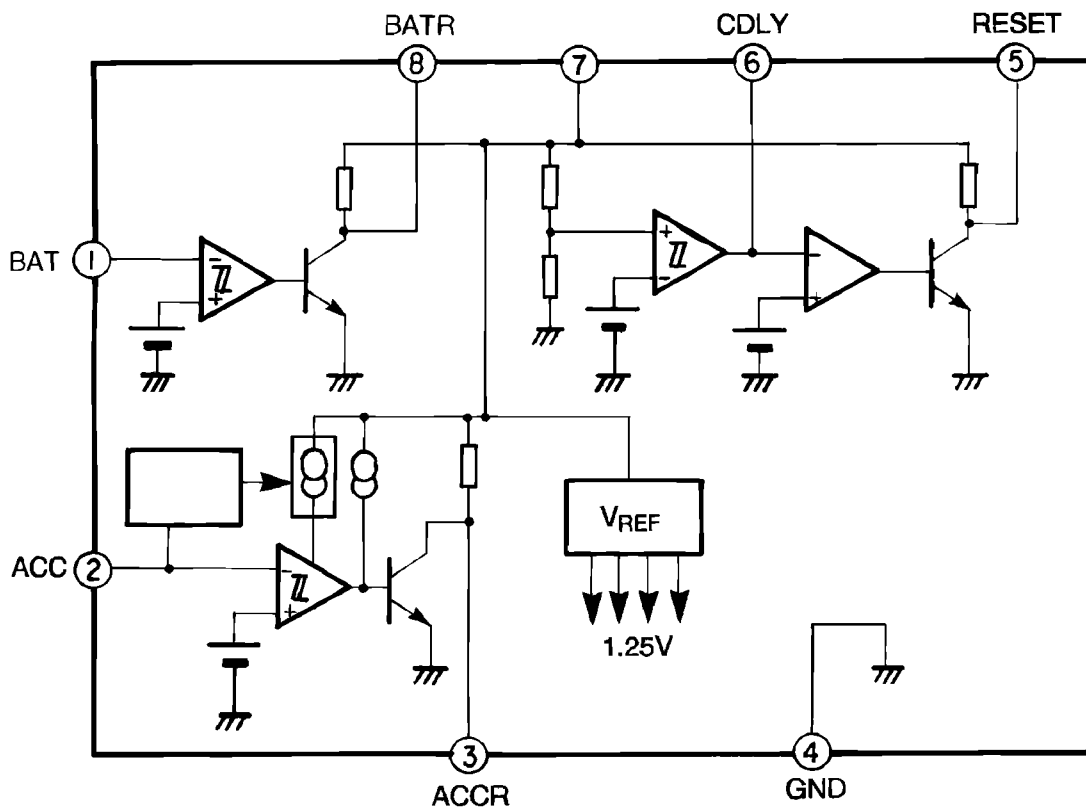 BATR
CDLY
RESET
8
7
6
5
BAT
1
-
+
+
-
-
+
ACC
2
-
+
VREF
1.25V
3
ACCR
4
GND